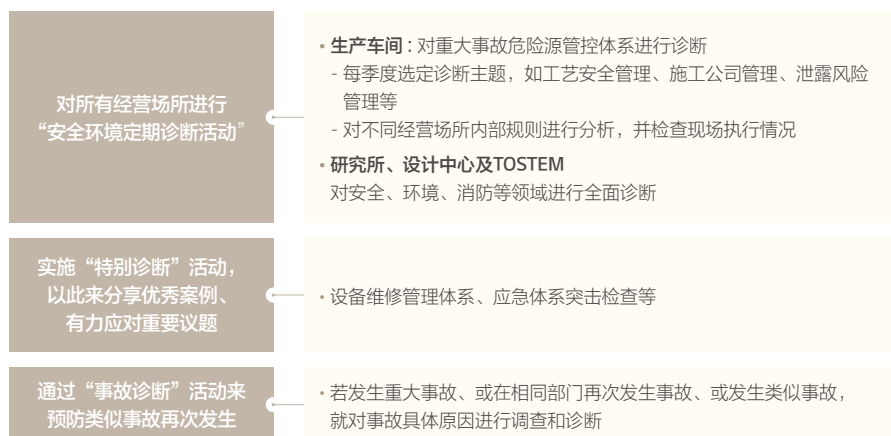 对所有经营场所进行
“安全环境定期诊断活动”
• 生产车间 : 对重大事故危险源管控体系进行诊断
- 每季度选定诊断主题，如工艺安全管理、施工公司管理、泄露风险
管理等
- 对不同经营场所内部规则进行分析，并检查现场执行情况
• 研究所、设计中心及TOSTEM
对安全、环境、消防等领域进行全面诊断
实施“特别诊断”活动，
以此来分享优秀案例、
有力应对重要议题
• 设备维修管理体系、应急体系突击检查等
通过“事故诊断”活动来
预防类似事故再次发生
• 若发生重大事故、或在相同部门再次发生事故、或发生类似事故，
就对事故具体原因进行调查和诊断